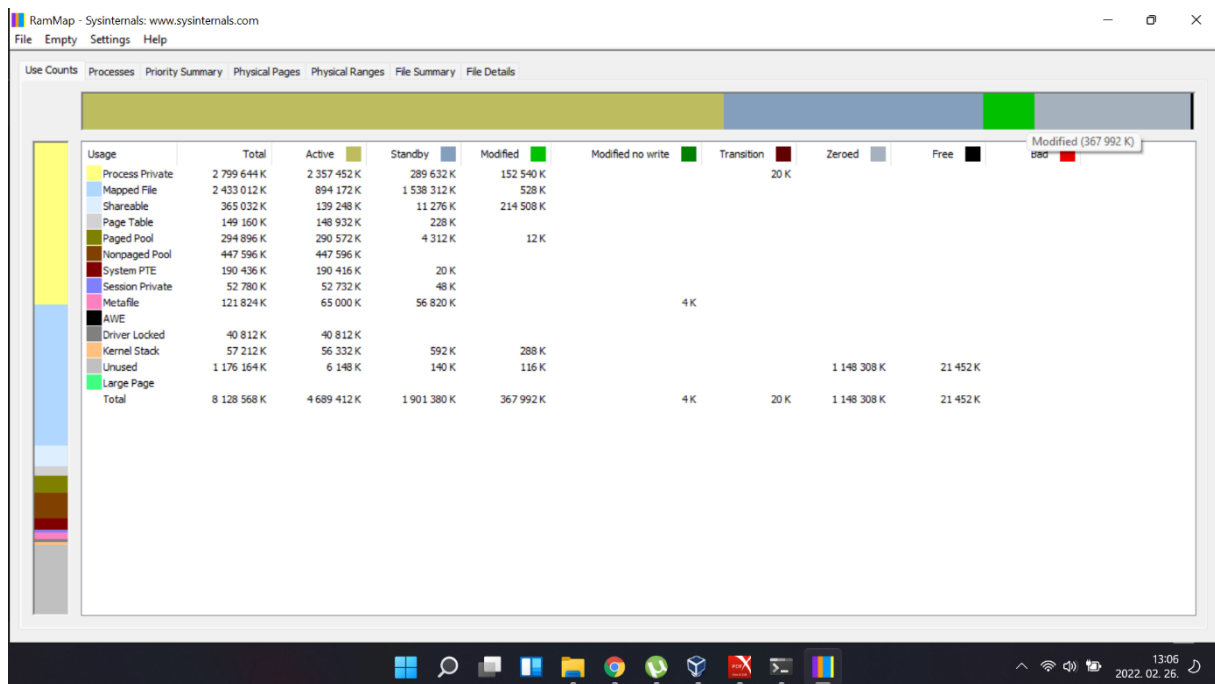 RamMap - Sysinternals: www.sysinternals.com
File Empty Settings Help
Use Counts Processes Priority Summary Physical Pages Physical Ranges File Summary File Details
Modified (367 992 K)
Usage Total Active Standby Modified Modified no write Transition Zeroed Free Bad
Process Private 2 799 644 K 2 357 452 K 289 632 K 152 540 K 20 K
Mapped File 2 433 012 K 894 172 K 1 538 312 K 528 K
Shareable 365 032 K 139 248 K 11 276 K 214 508 K
Page Table 149 160 K 148 932 K 228 K
Paged Pool 294 896 K 290 572 K 4 312 K 12 K
Nonpaged Pool 447 596 K 447 596 K
System PTE 190 436 K 190 416 K 20 K
Session Private 52 780 K 52 732 K 48 K
Metafile 121 824 K 65 000 K 56 820 K 4 K
AWE
Driver Locked 40 812 K 40 812 K
Kernel Stack 57 212 K 56 332 K 592 K 288 K
Unused 1 176 164 K 6 148 K 140 K 116 K 1 148 308 K 21 452 K
Large Page
Total 8 128 568 K 4 689 412 K 1 901 380 K 367 992 K 4 K 20 K 1 148 308 K 21 452 K
13:06
2022. 02. 26.